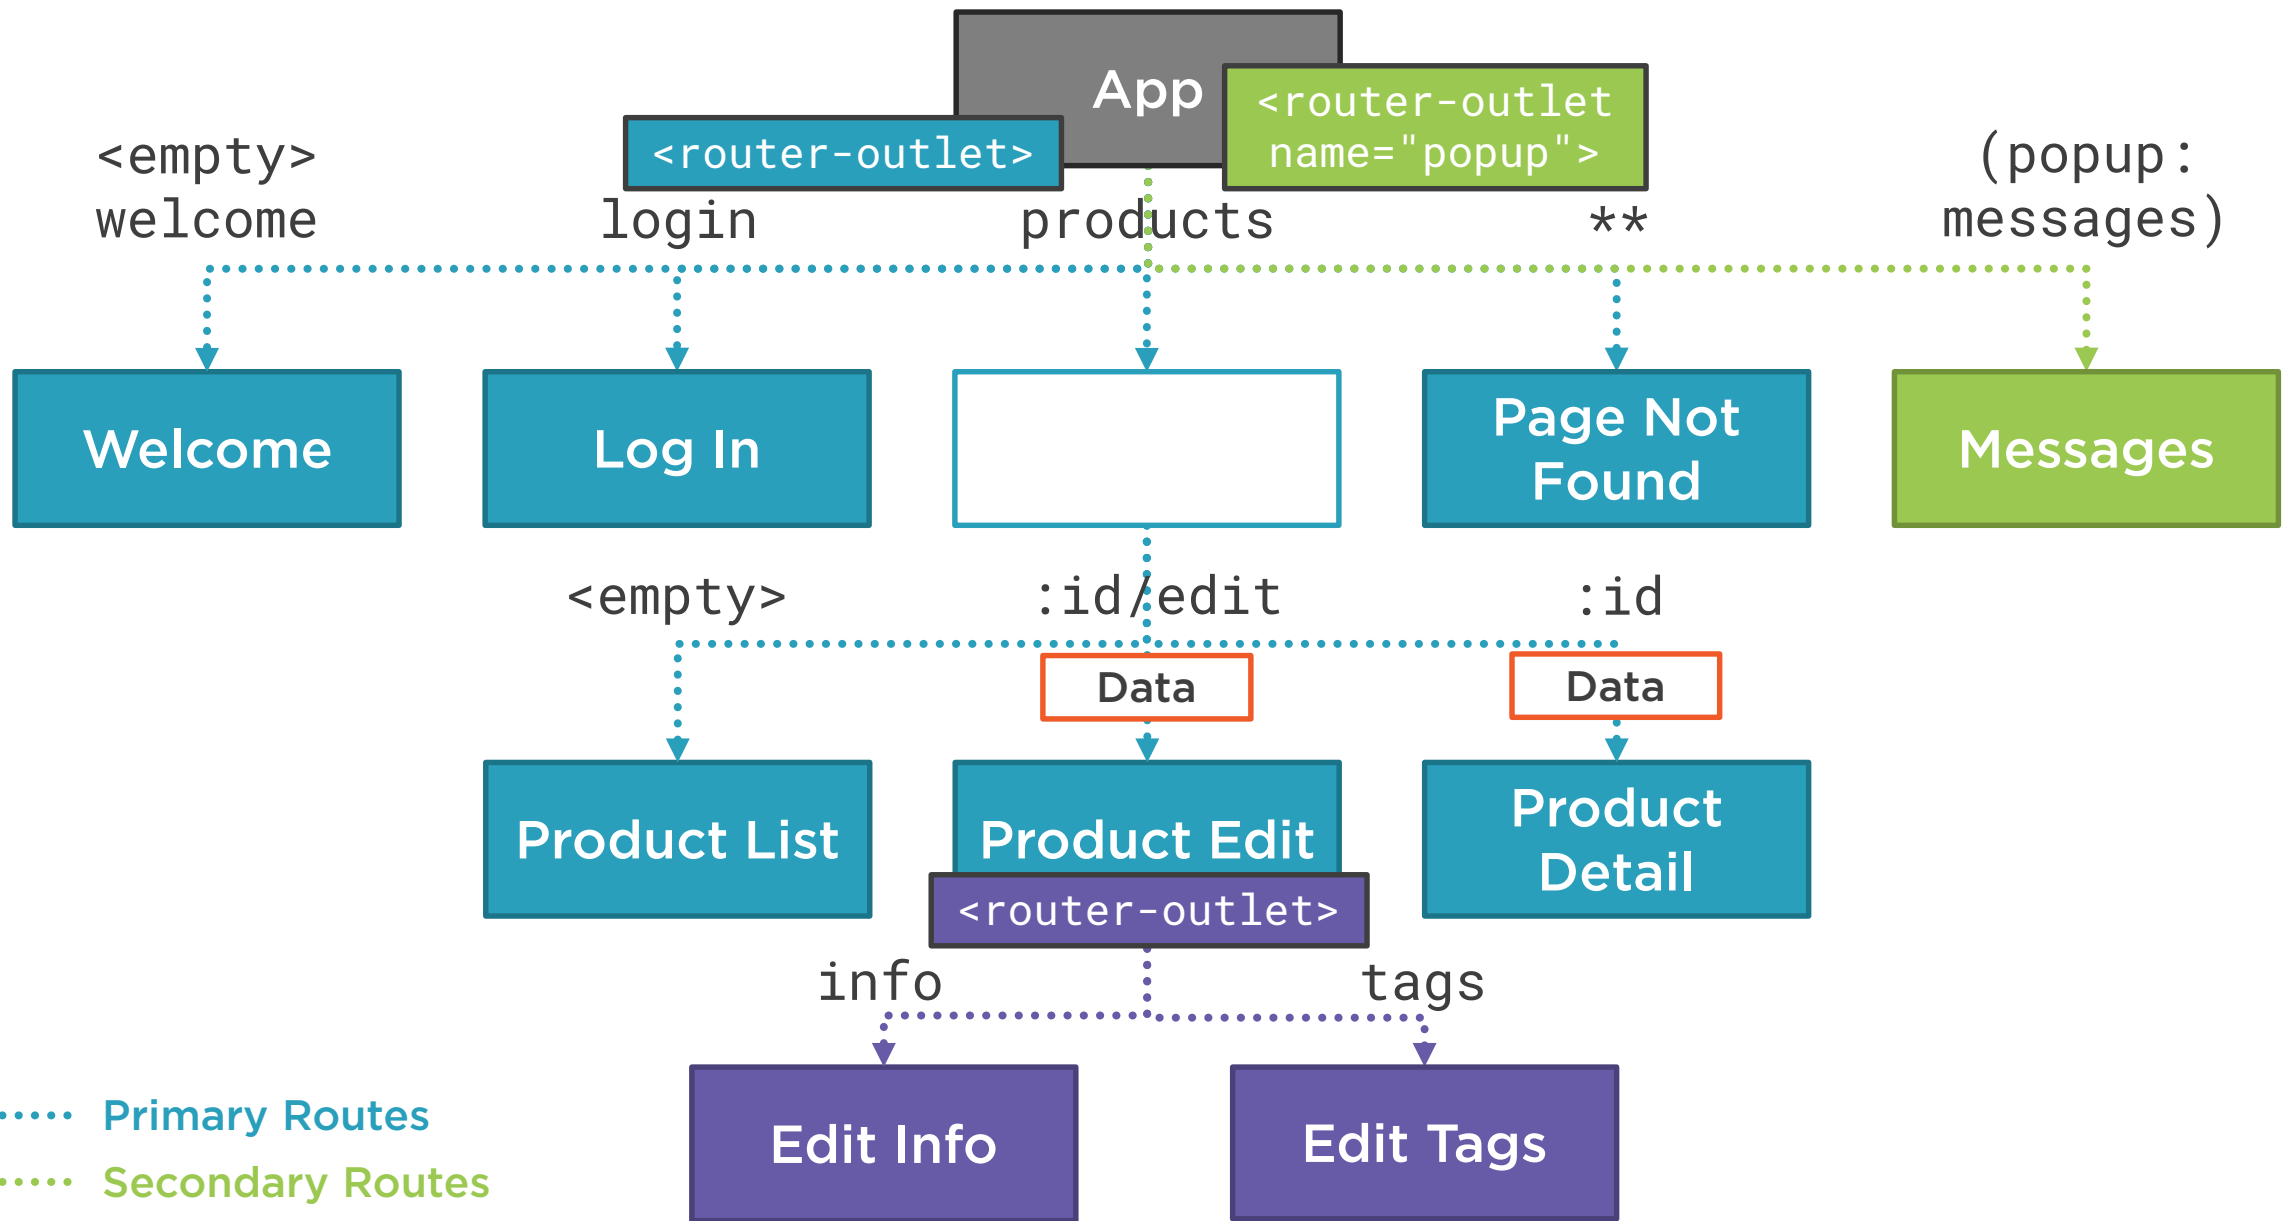 App
<router-outlet>
<router-outlet
name="popup">
<empty>
welcome
login
products
**
(popup:
messages)
Welcome
Log In
Page Not
Found
Messages
<empty>
:id/edit
:id
Data
Data
Product List
Product Edit
Product
Detail
<router-outlet>
info
tags
Edit Info
Edit Tags
Primary Routes
Secondary Routes